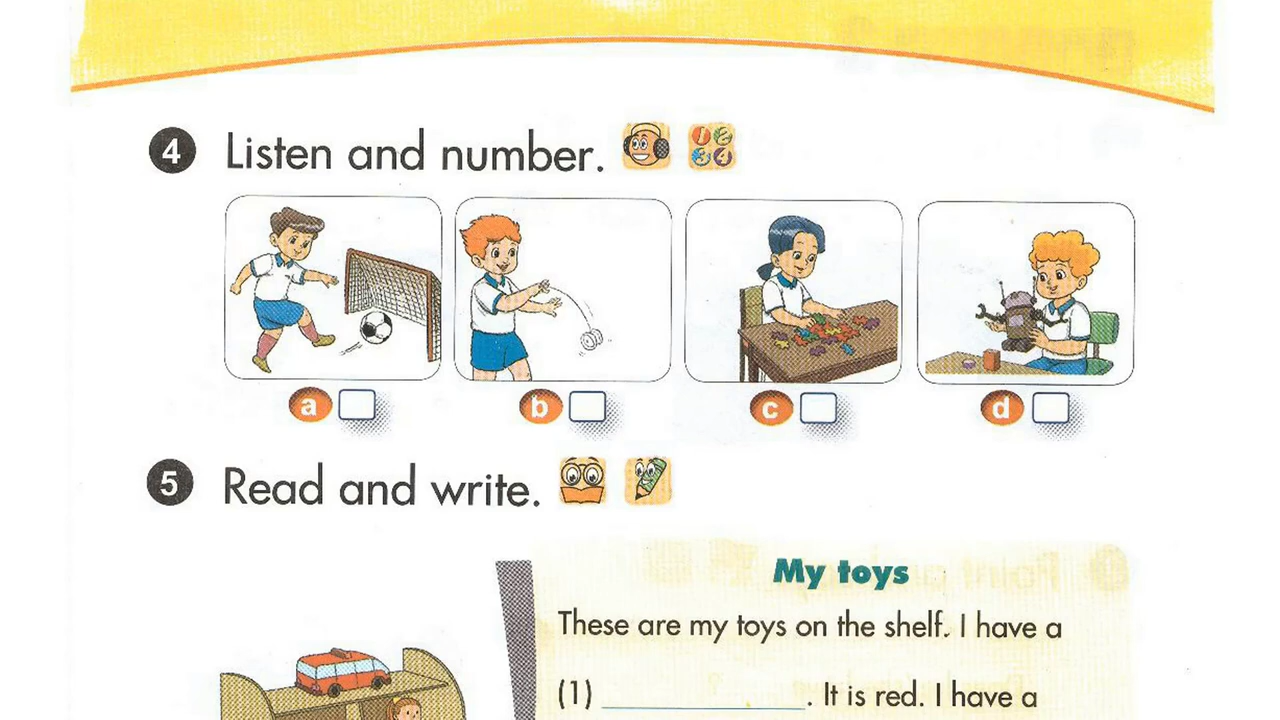 4 Listen and number.
a b c d
5 Read and write.
My toys
These are my toys on the shelf. I have a
(1) ____________. It is red. I have a